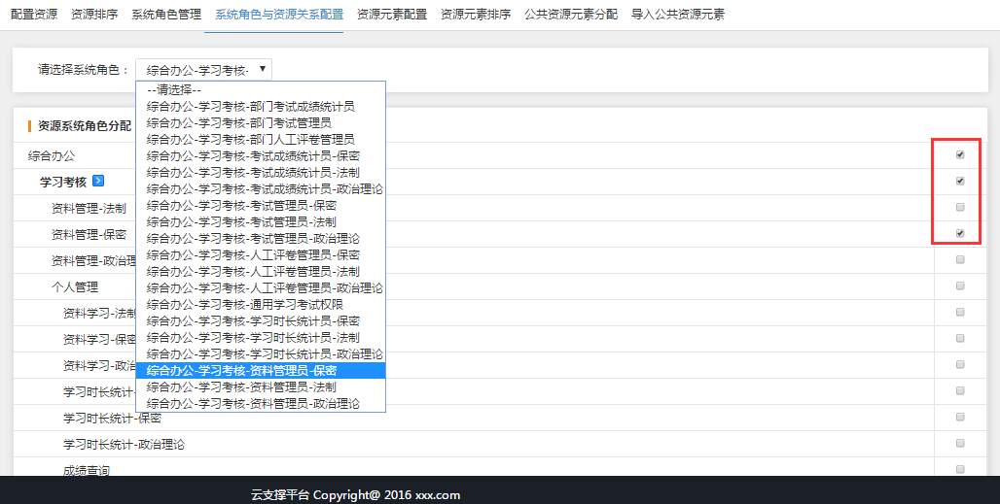 配置资源 资源排序 系统角色管理 系统角色与资源关系配置 资源元素配置 资源元素排序 公共资源元素分配 导入公共资源元素
请选择系统角色： 综合办公-学习考核-
--请选择--
综合办公-学习考核-部门考试成绩统计员
综合办公-学习考核-部门考试管理员
综合办公-学习考核-部门人工评卷管理员
综合办公-学习考核-考试成绩统计员-保密
综合办公-学习考核-考试成绩统计员-法制
综合办公-学习考核-考试成绩统计员-政治理论
综合办公-学习考核-考试管理员-保密
综合办公-学习考核-考试管理员-法制
综合办公-学习考核-考试管理员-政治理论
综合办公-学习考核-人工评卷管理员-保密
综合办公-学习考核-人工评卷管理员-法制
综合办公-学习考核-人工评卷管理员-政治理论
综合办公-学习考核-通用学习考试权限
综合办公-学习考核-学习时长统计员-保密
综合办公-学习考核-学习时长统计员-法制
综合办公-学习考核-学习时长统计员-政治理论
综合办公-学习考核-资料管理员-保密
综合办公-学习考核-资料管理员-法制
综合办公-学习考核-资料管理员-政治理论
资源系统角色分配
综合办公
学习考核
资料管理-法制
资料管理-保密
资料管理-政治理
个人管理
资料学习-法制
资料学习-保密
资料学习-政治
学习时长统计-
学习时长统计-保密
学习时长统计-政治理论
成绩查询
云支撑平台 Copyright@ 2016 xxx.com